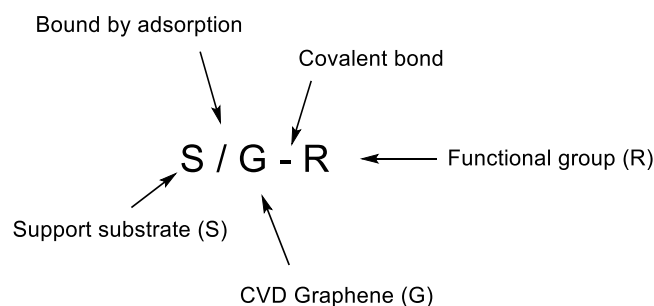 Bound by adsorption
Covalent bond
S / G - R
Functional group (R)
Support substrate (S)
CVD Graphene (G)